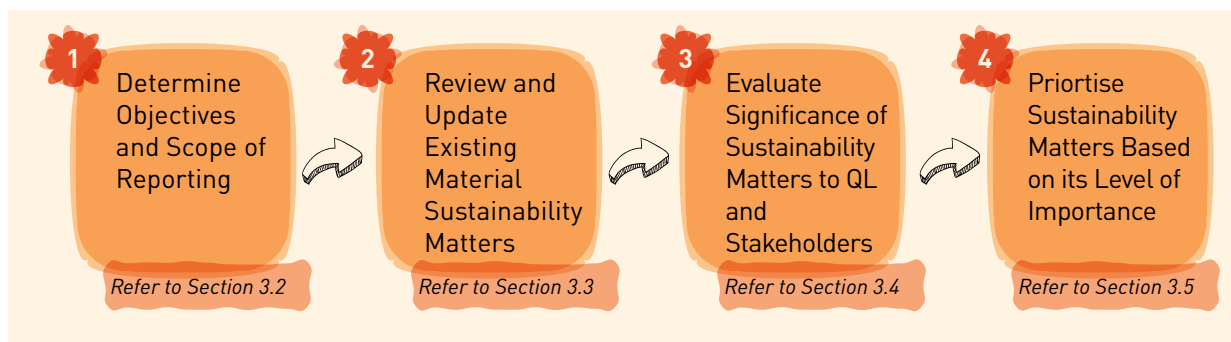 1
Determine
Objectives
and Scope of
Reporting
Refer to Section 3.2
2
Review and
Update
Existing
Material
Sustainability
Matters
Refer to Section 3.3
3
Evaluate
Significance of
Sustainability
Matters to QL
and
Stakeholders
Refer to Section 3.4
4
Priortise
Sustainability
Matters Based
on its Level of
Importance
Refer to Section 3.5